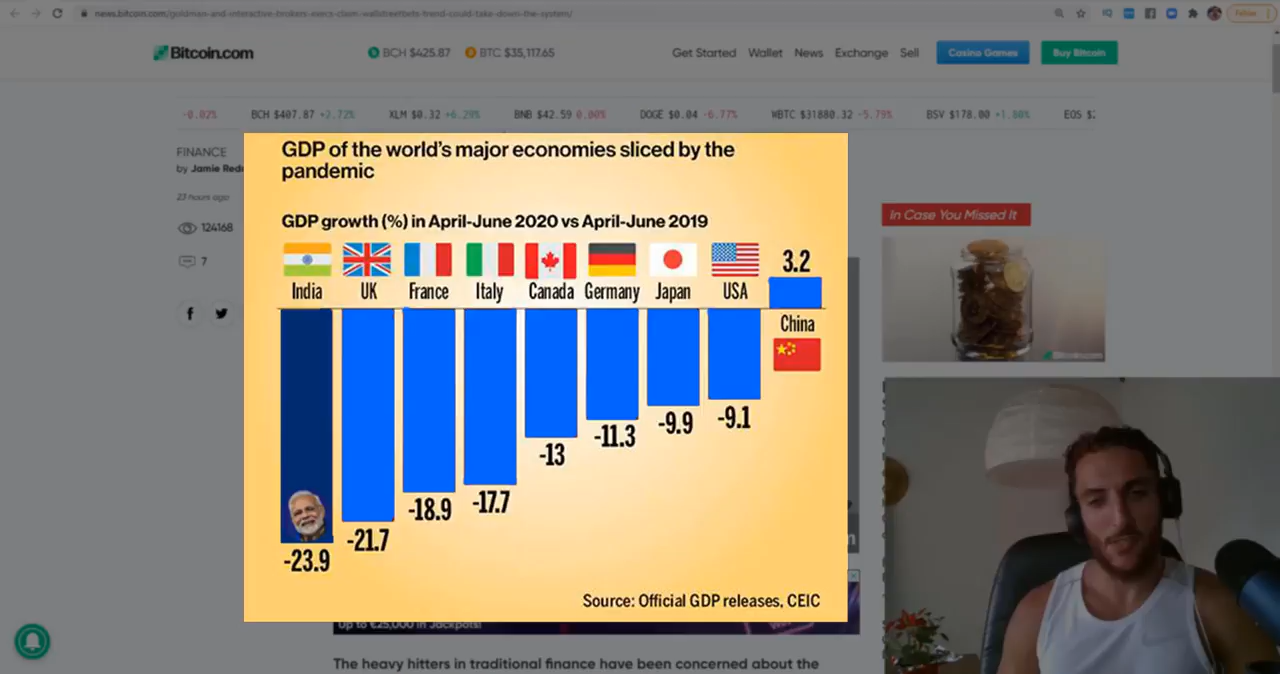 news.bitcoin.com/goldman-and-interactive-brokers-execs-claim-wallstreetbets-trend-could-take-down-the-system/
Bitcoin.com
BCH $425.87
BTC $35,117.65
Get Started
Wallet
News
Exchange
Sell
Casino Games
Buy Bitcoin
-0.02%
BCH $407.87 +2.72%
XLM $0.32 +6.29%
BNB $42.59 0.00%
DOGE $0.04 -6.77%
WBTC $31880.32 -5.79%
BSV $178.00 +1.80%
EOS
FINANCE
by Jamie
23 hours ago
124168
7
GDP of the world's major economies sliced by the
pandemic
GDP growth (%) in April-June 2020 vs April-June 2019
India
UK
France
Italy
Canada
Germany
Japan
USA
3.2
China
-23.9
-21.7
-18.9
-17.7
-13
-11.3
-9.9
-9.1
Source: Official GDP releases, CEIC
In Case You Missed It
Up to €25,000 in Jackpots!
The heavy hitters in traditional finance have been concerned about the